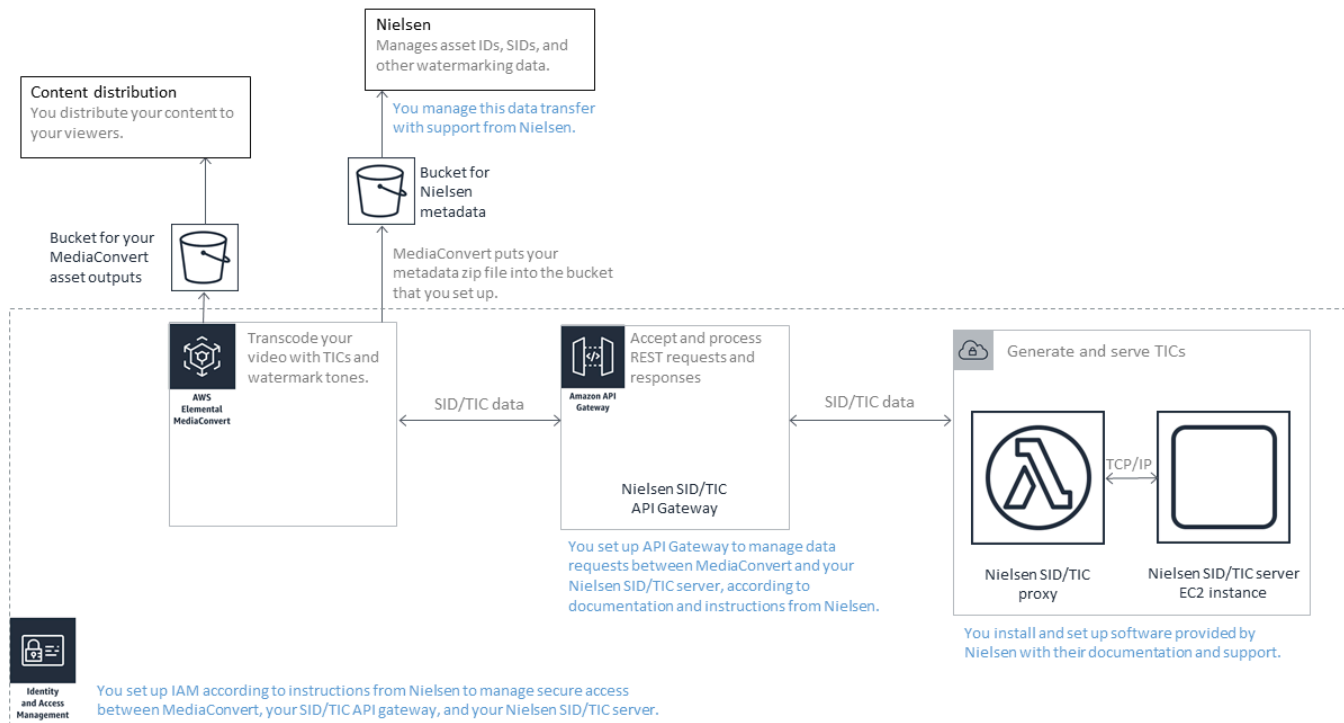 Nielsen
Manages asset IDs, SIDs, and
other watermarking data.
Content distribution
You distribute your content to
your viewers.
You manage this data transfer
with support from Nielsen.
Bucket for
Nielsen
metadata
Bucket for your
MediaConvert
asset outputs
MediaConvert puts your
metadata zip file into the bucket
that you set up.
Transcode your
video with TICs and
watermark tones.
AWS
Elemental
MediaConvert
SID/TIC data
Accept and process
REST requests and
responses
Amazon API
Gateway
Nielsen SID/TIC
API Gateway
You set up API Gateway to manage data
requests between MediaConvert and your
Nielsen SID/TIC server, according to
documentation and instructions from Nielsen.
SID/TIC data
Generate and serve TICs
TCP/IP
Nielsen SID/TIC
proxy
Nielsen SID/TIC server
EC2 instance
You install and set up software provided by
Nielsen with their documentation and support.
Identity
and Access
Management
You set up IAM according to instructions from Nielsen to manage secure access
between MediaConvert, your SID/TIC API gateway, and your Nielsen SID/TIC server.